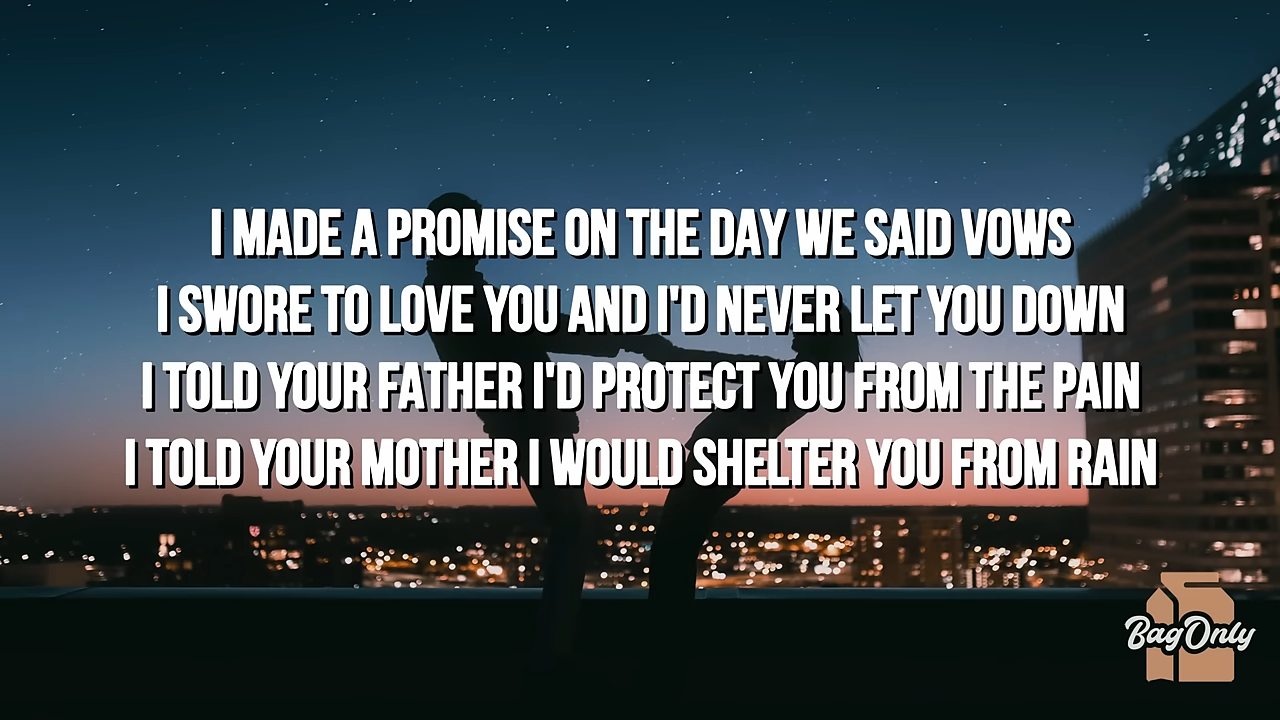 I MADE A PROMISE ON THE DAY WE SAID VOWS
I SWORE TO LOVE YOU AND I'D NEVER LET YOU DOWN
I TOLD YOUR FATHER I'D PROTECT YOU FROM THE PAIN
I TOLD YOUR MOTHER I WOULD SHELTER YOU FROM RAIN
BagOnly